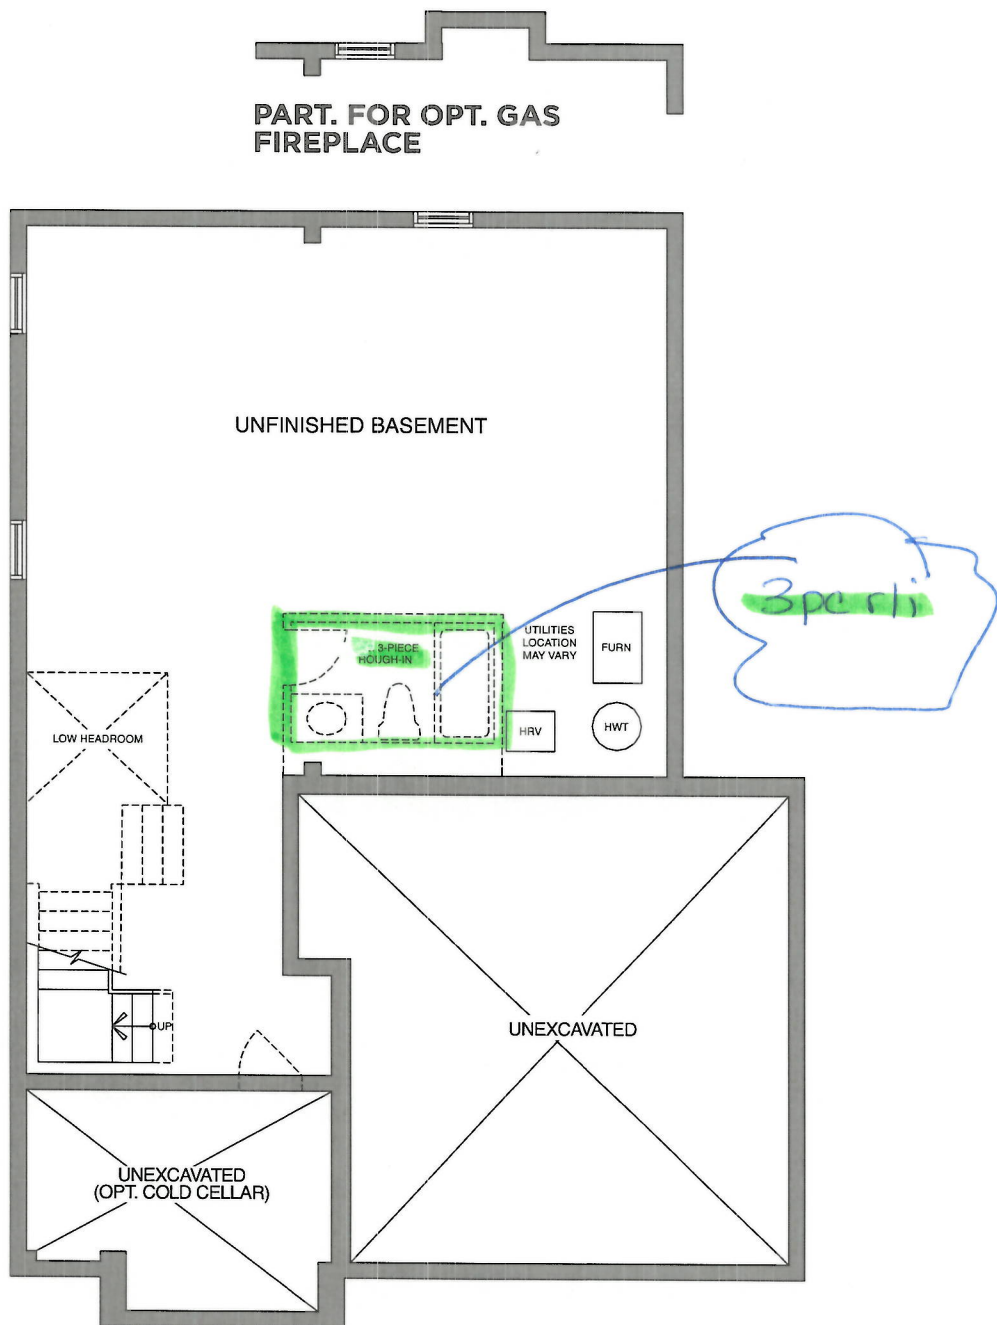 PART. FOR OPT. GAS
FIREPLACE
UNFINISHED BASEMENT
3pc r/i
3-PIECE
ROUGH-IN
UTILITIES
LOCATION
MAY VARY
FURN
HRV
HWT
LOW HEADROOM
UP
UNEXCAVATED
UNEXCAVATED
(OPT. COLD CELLAR)